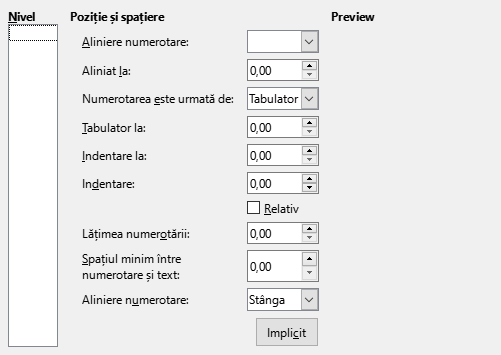 Nivel
Poziție și spațiere
Preview
Aliniere numerotare:
Aliniat la:
0,00
Numerotarea este urmată de:
Tabulator
Tabulator la:
0,00
Indentare la:
0,00
Indentare:
0,00
Relativ
Lățimea numerotării:
0,00
Spațiul minim între
numerotare și text:
0,00
Aliniere numerotare:
Stânga
Implicit